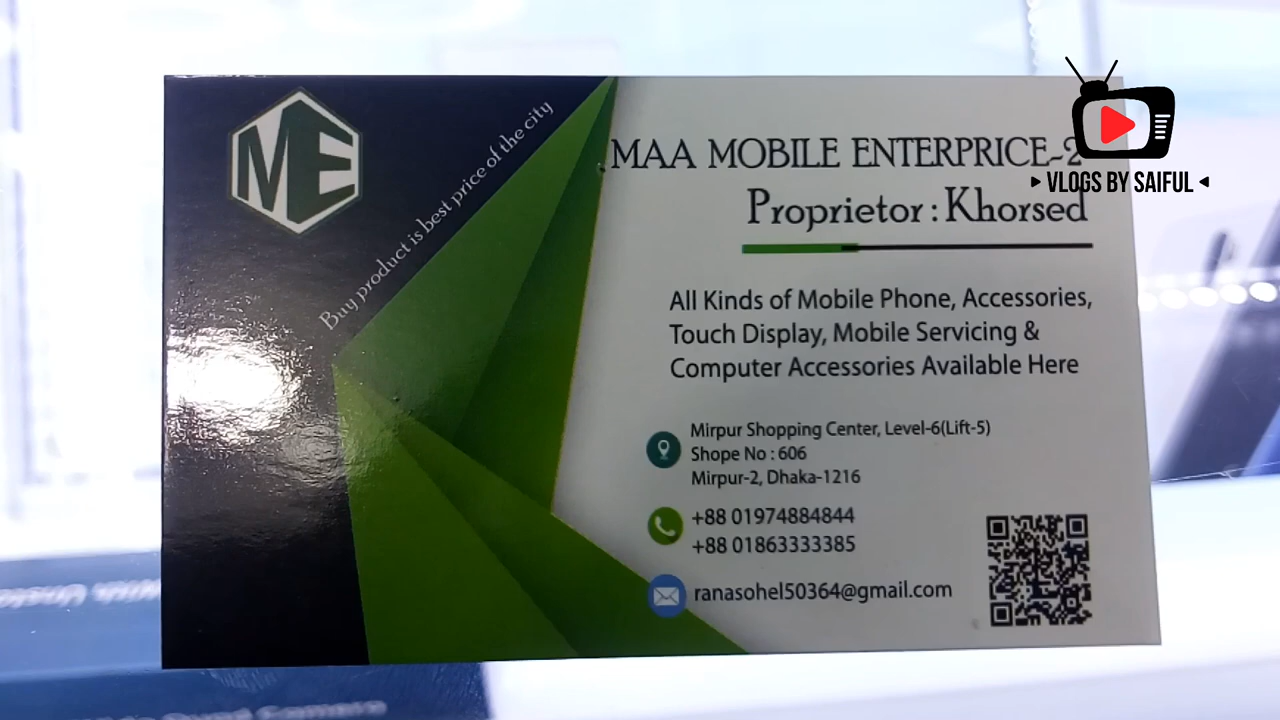 ME
Buy product is best price of the city
MAA MOBILE ENTERPRICE-2
Proprietor : Khorsed
VLOGS BY SAIFUL
All Kinds of Mobile Phone, Accessories,
Touch Display, Mobile Servicing &
Computer Accessories Available Here
Mirpur Shopping Center, Level-6(Lift-5)
Shope No : 606
Mirpur-2, Dhaka-1216
+88 01974884844
+88 01863333385
ranasohel50364@gmail.com